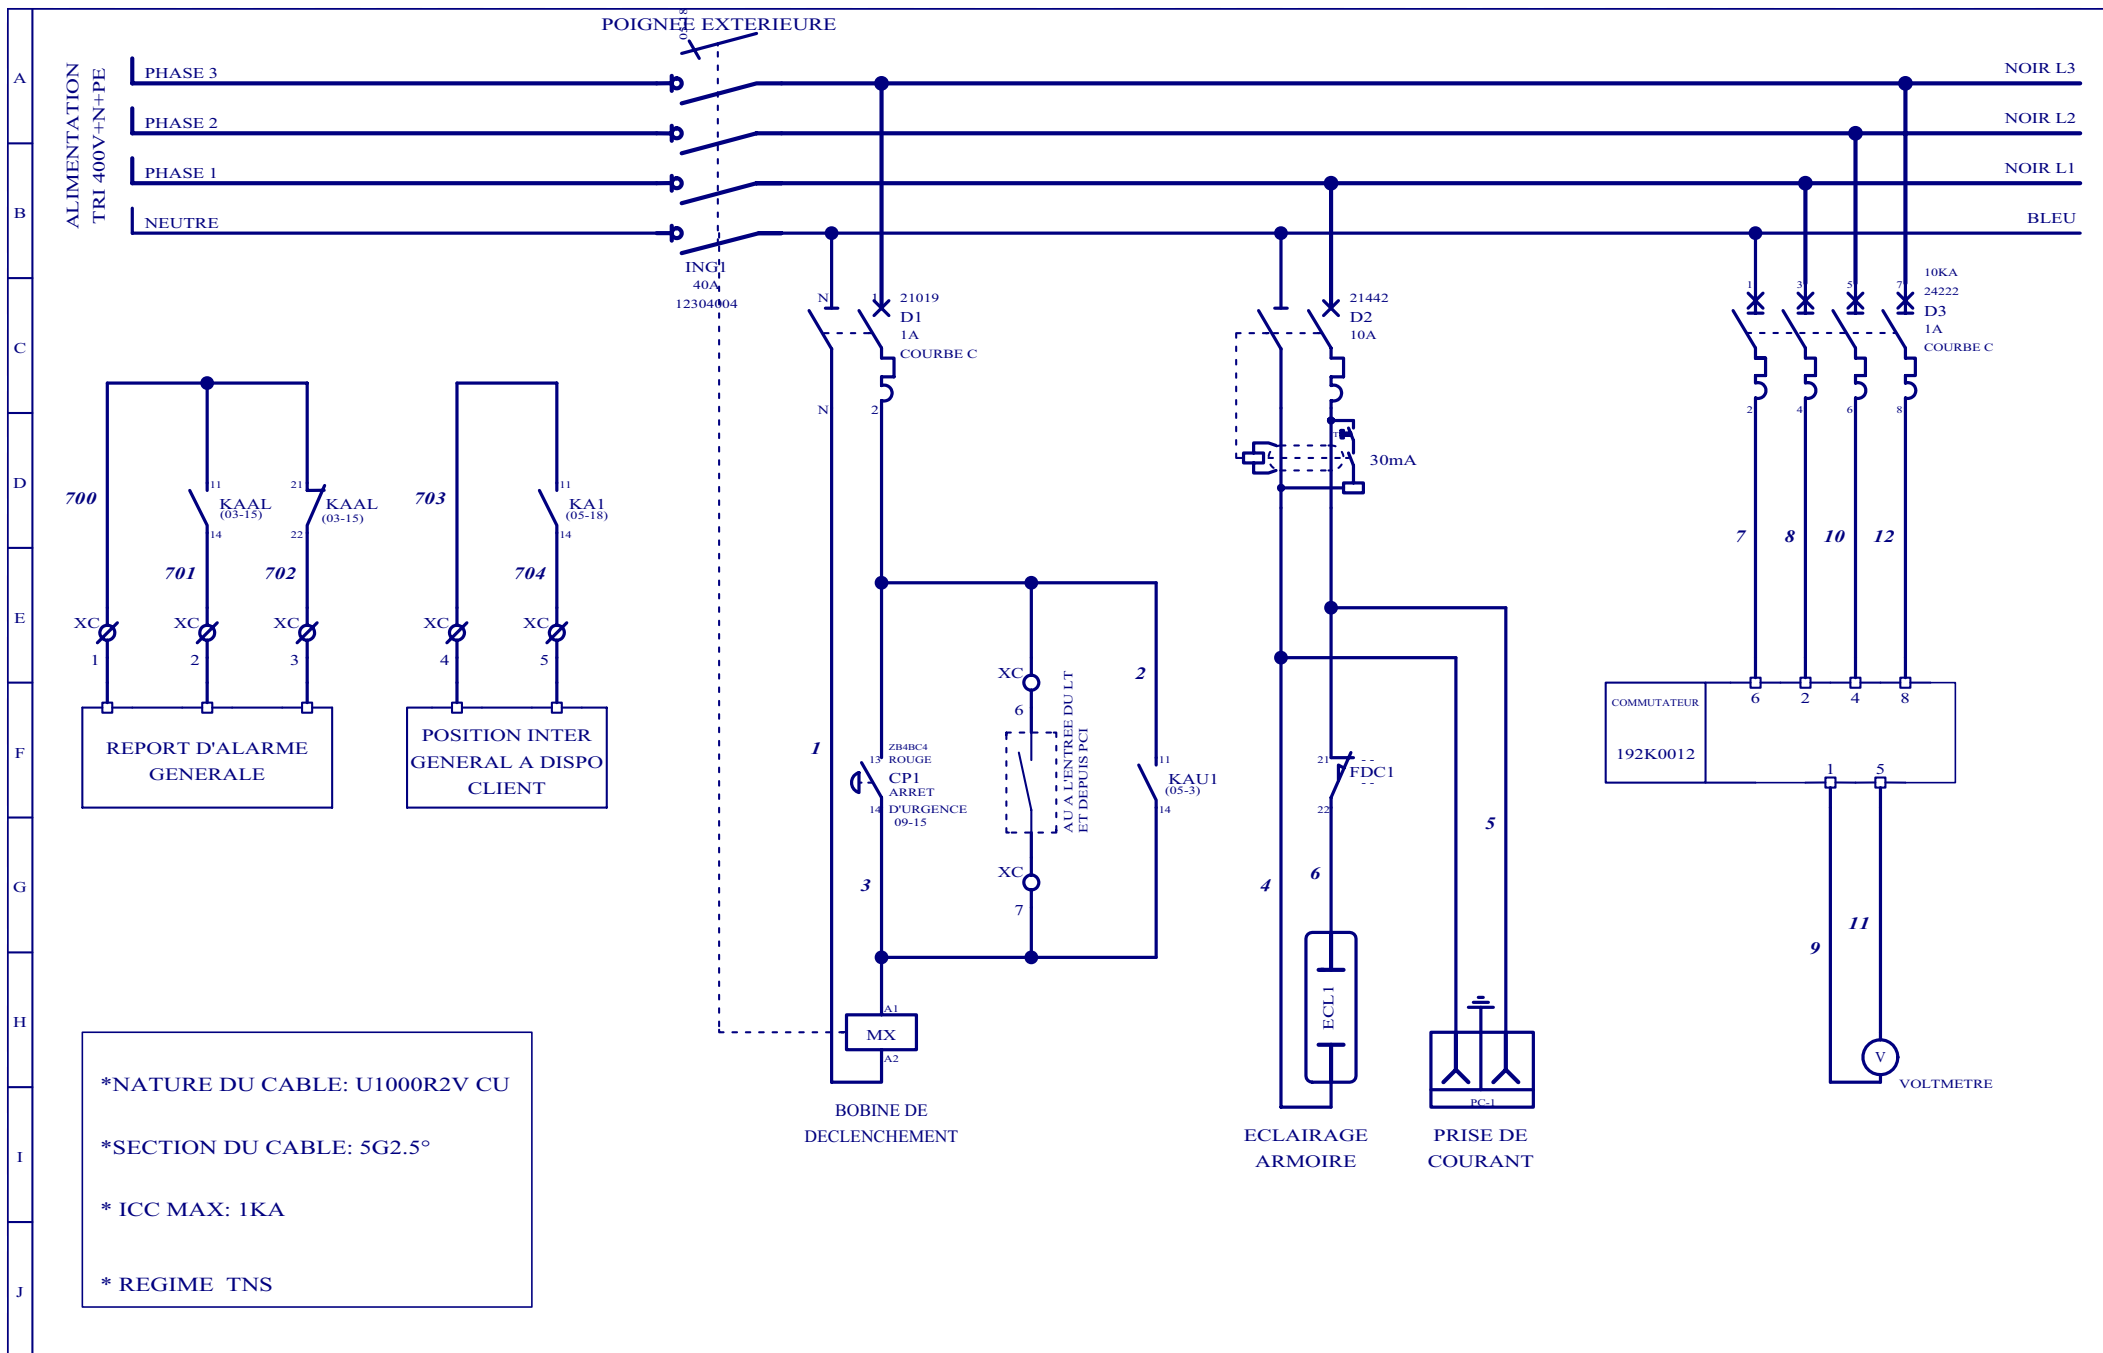 POIGNEE EXTERIEURE
05-18
A
B
C
D
E
F
G
H
I
J
ALIMENTATION
TRI 400V+N+PE
PHASE 3
PHASE 2
PHASE 1
NEUTRE
NOIR L3
NOIR L2
NOIR L1
BLEU
ING1
40A
12304004
N
1
21019
D1
1A
COURBE C
N
2
21442
D2
10A
30mA
1
3
5
7
10KA
24222
D3
1A
COURBE C
2
4
6
8
700
11
KAAL
(03-15)
14
21
KAAL
(03-15)
22
703
11
KA1
(05-18)
14
701
702
704
XC
XC
XC
XC
XC
1
2
3
4
5
REPORT D'ALARME
GENERALE
POSITION INTER
GENERAL A DISPO
CLIENT
1
ZB4BC4
13
ROUGE
CP1
ARRET
14
D'URGENCE
09-15
3
XC
6
AU A L'ENTREE DU LT
ET DEPUIS PCI
XC
7
2
11
KAU1
(05-3)
14
A1
MX
A2
BOBINE DE
DECLENCHEMENT
21
FDC1
22
4
6
5
ECL1
PC-1
ECLAIRAGE
ARMOIRE
PRISE DE
COURANT
7
8
10
12
COMMUTATEUR
192K0012
6
2
4
8
1
5
9
11
V
VOLTMETRE
*NATURE DU CABLE: U1000R2V CU
*SECTION DU CABLE: 5G2.5°
* ICC MAX: 1KA
* REGIME TNS